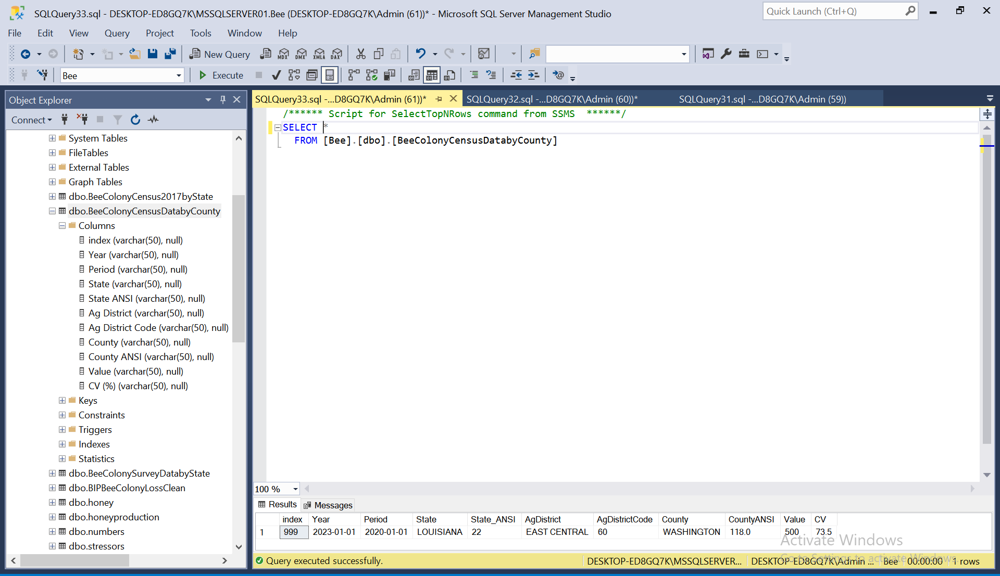 SQLQuery33.sql - DESKTOP-ED8GQ7K\MSSQLSERVER01.Bee (DESKTOP-ED8GQ7K\Admin (61))* - Microsoft SQL Server Management Studio
Quick Launch (Ctrl+Q)
File Edit View Query Project Tools Window Help
New Query MDX DMX XMLA DAX
Bee Execute
Object Explorer
SQLQuery33.sql -...D8GQ7K\Admin (61))* SQLQuery32.sql -...D8GQ7K\Admin (60))* SQLQuery31.sql -...D8GQ7K\Admin (59))
Connect
System Tables
FileTables
External Tables
Graph Tables
dbo.BeeColonyCensus2017byState
dbo.BeeColonyCensusDatabyCounty
Columns
index (varchar(50), null)
Year (varchar(50), null)
Period (varchar(50), null)
State (varchar(50), null)
State ANSI (varchar(50), null)
Ag District (varchar(50), null)
Ag District Code (varchar(50), null)
County (varchar(50), null)
County ANSI (varchar(50), null)
Value (varchar(50), null)
CV (%) (varchar(50), null)
Keys
Constraints
Triggers
Indexes
Statistics
dbo.BeeColonySurveyDatabyState
dbo.BIPBeeColonyLossClean
dbo.honey
dbo.honeyproduction
dbo.numbers
dbo.stressors
/****** Script for SelectTopNRows command from SSMS ******/
SELECT *
FROM [Bee].[dbo].[BeeColonyCensusDatabyCounty]
100 %
Results Messages
index Year Period State State_ANSI AgDistrict AgDistrictCode County CountyANSI Value CV
1 999 2023-01-01 2020-01-01 LOUISIANA 22 EAST CENTRAL 60 WASHINGTON 118.0 500 73.5
Activate Windows
Go to Settings to activate Windows.
Query executed successfully. DESKTOP-ED8GQ7K\MSSQLSERVER... DESKTOP-ED8GQ7K\Admin ... Bee 00:00:00 1 rows